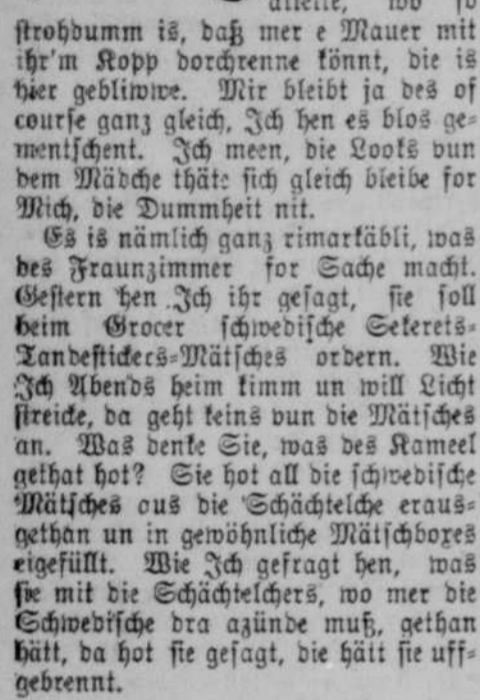 wo so
strohdumm is, daß mer e Mauer mit
ihr'm Kopp dorchrenne könnt, die is
hier gebliwwe. Mir bleibt ja des of
course ganz gleich, Ich hen es blos ge=
mentschent. Ich meen, die Looks vun
dem Mädche thäte sich gleich bleibe for
Mich, die Dummheit nit.
Es is nämlich ganz rimarkäbli, was
des Fraunzimmer for Sache macht.
Gestern hen Ich ihr gesagt, sie soll
beim Grocer schwedische Sekerets=
Tandestickers=Mätsches ordern. Wie
Ich Abends heim kimm un will Licht
streicke, da geht keins vun die Mätsches
an. Was denke Sie, was des Kameel
gethat hot? Sie hot all die schwedische
Mätsches ous die Schächtelche eraus=
gethan un in gewöhnliche Mätschboxes
eigefüllt. Wie Ich gefragt hen, was
sie mit die Schächtelchers, wo mer die
Schwedische dra azünde muß, gethan
hätt, da hot sie gesagt, die hätt sie uff=
gebrennt.